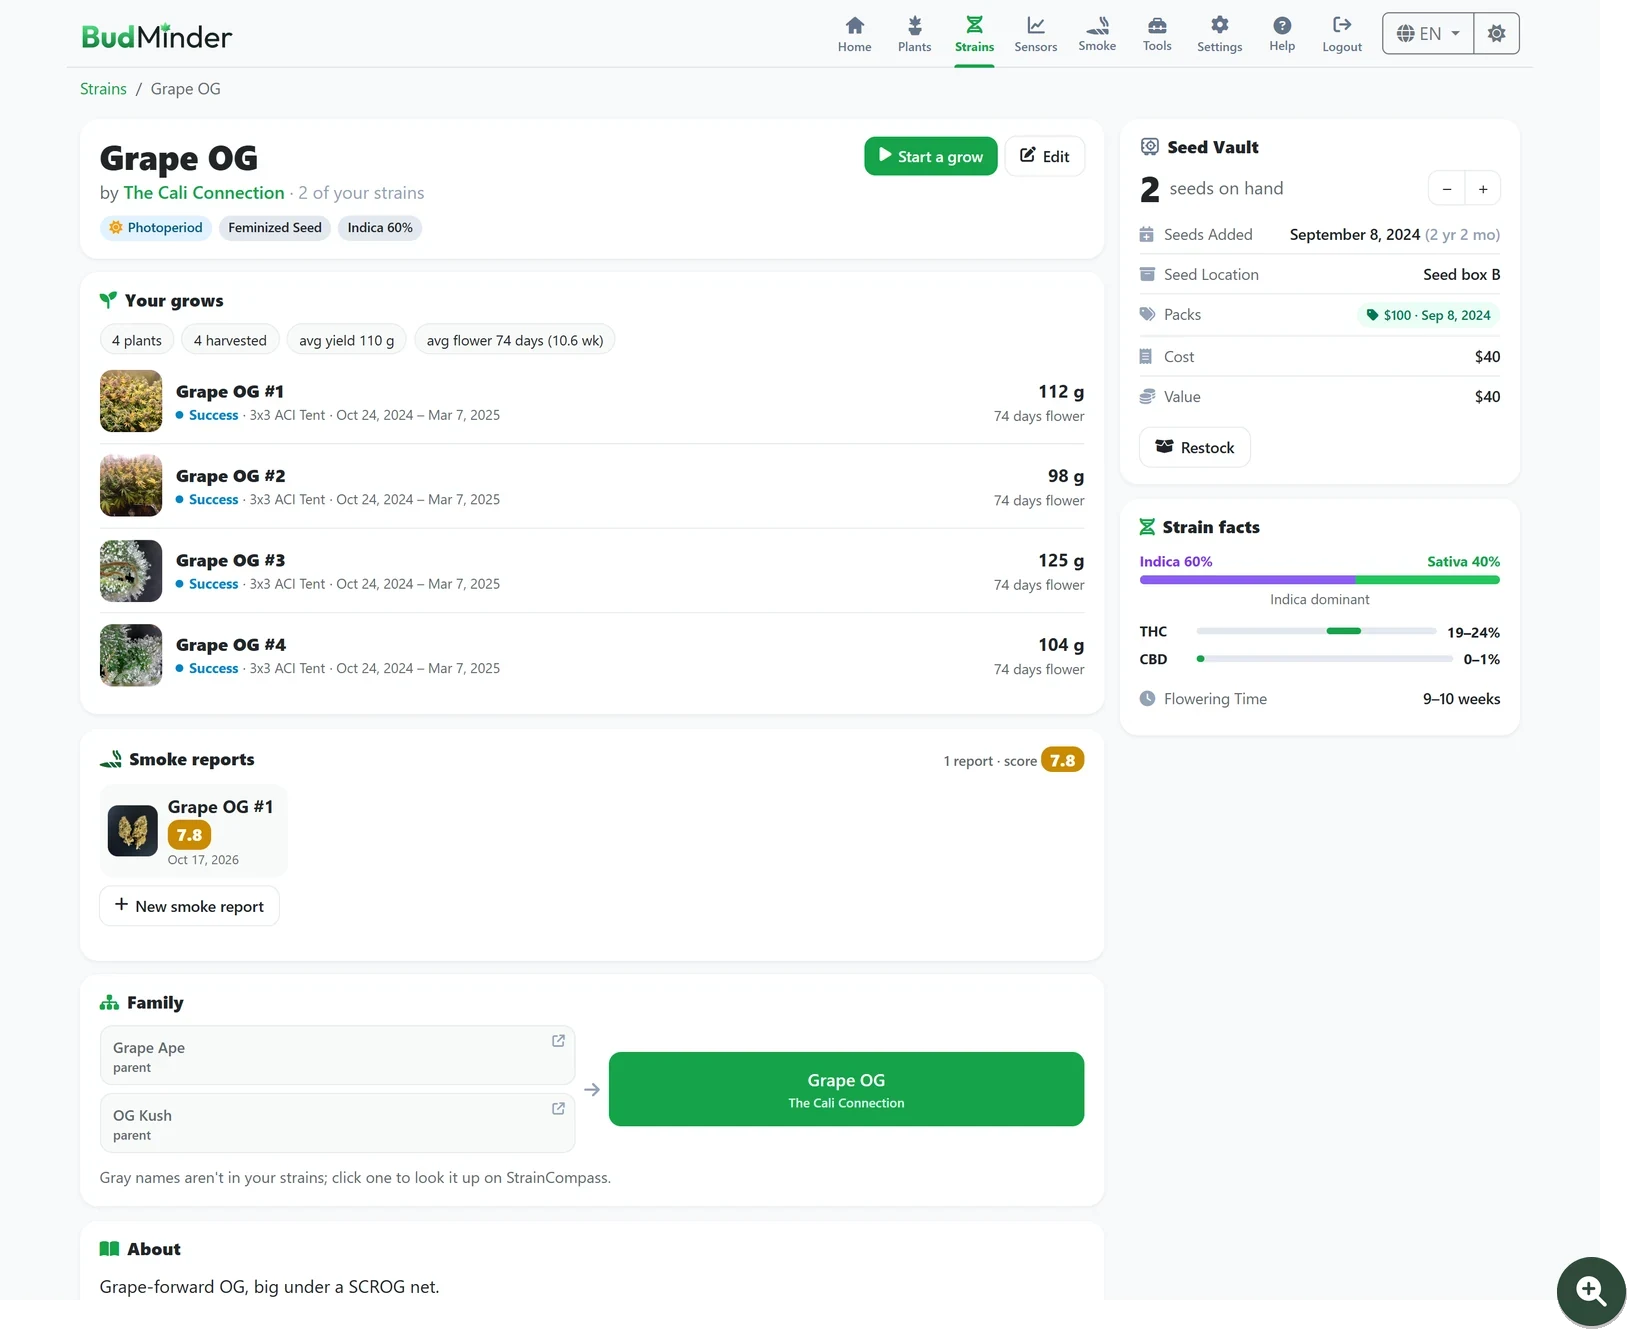 BudMinder
Home
Plants
Strains
Sensors
Smoke
Tools
Settings
Help
Logout
EN
Strains / Grape OG
Grape OG
by The Cali Connection · 2 of your strains
Photoperiod
Feminized Seed
Indica 60%
Start a grow
Edit
Your grows
4 plants
4 harvested
avg yield 110 g
avg flower 74 days (10.6 wk)
Grape OG #1
Success · 3x3 ACI Tent · Oct 24, 2024 – Mar 7, 2025
112 g
74 days flower
Grape OG #2
Success · 3x3 ACI Tent · Oct 24, 2024 – Mar 7, 2025
98 g
74 days flower
Grape OG #3
Success · 3x3 ACI Tent · Oct 24, 2024 – Mar 7, 2025
125 g
74 days flower
Grape OG #4
Success · 3x3 ACI Tent · Oct 24, 2024 – Mar 7, 2025
104 g
74 days flower
Smoke reports
1 report · score 7.8
Grape OG #1
7.8
Oct 17, 2026
+ New smoke report
Family
Grape Ape
parent
OG Kush
parent
Grape OG
The Cali Connection
Gray names aren't in your strains; click one to look it up on StrainCompass.
About
Grape-forward OG, big under a SCROG net.
Seed Vault
2 seeds on hand
− +
Seeds Added September 8, 2024 (2 yr 2 mo)
Seed Location Seed box B
Packs $100 · Sep 8, 2024
Cost $40
Value $40
Restock
Strain facts
Indica 60% Sativa 40%
Indica dominant
THC 19–24%
CBD 0–1%
Flowering Time 9–10 weeks